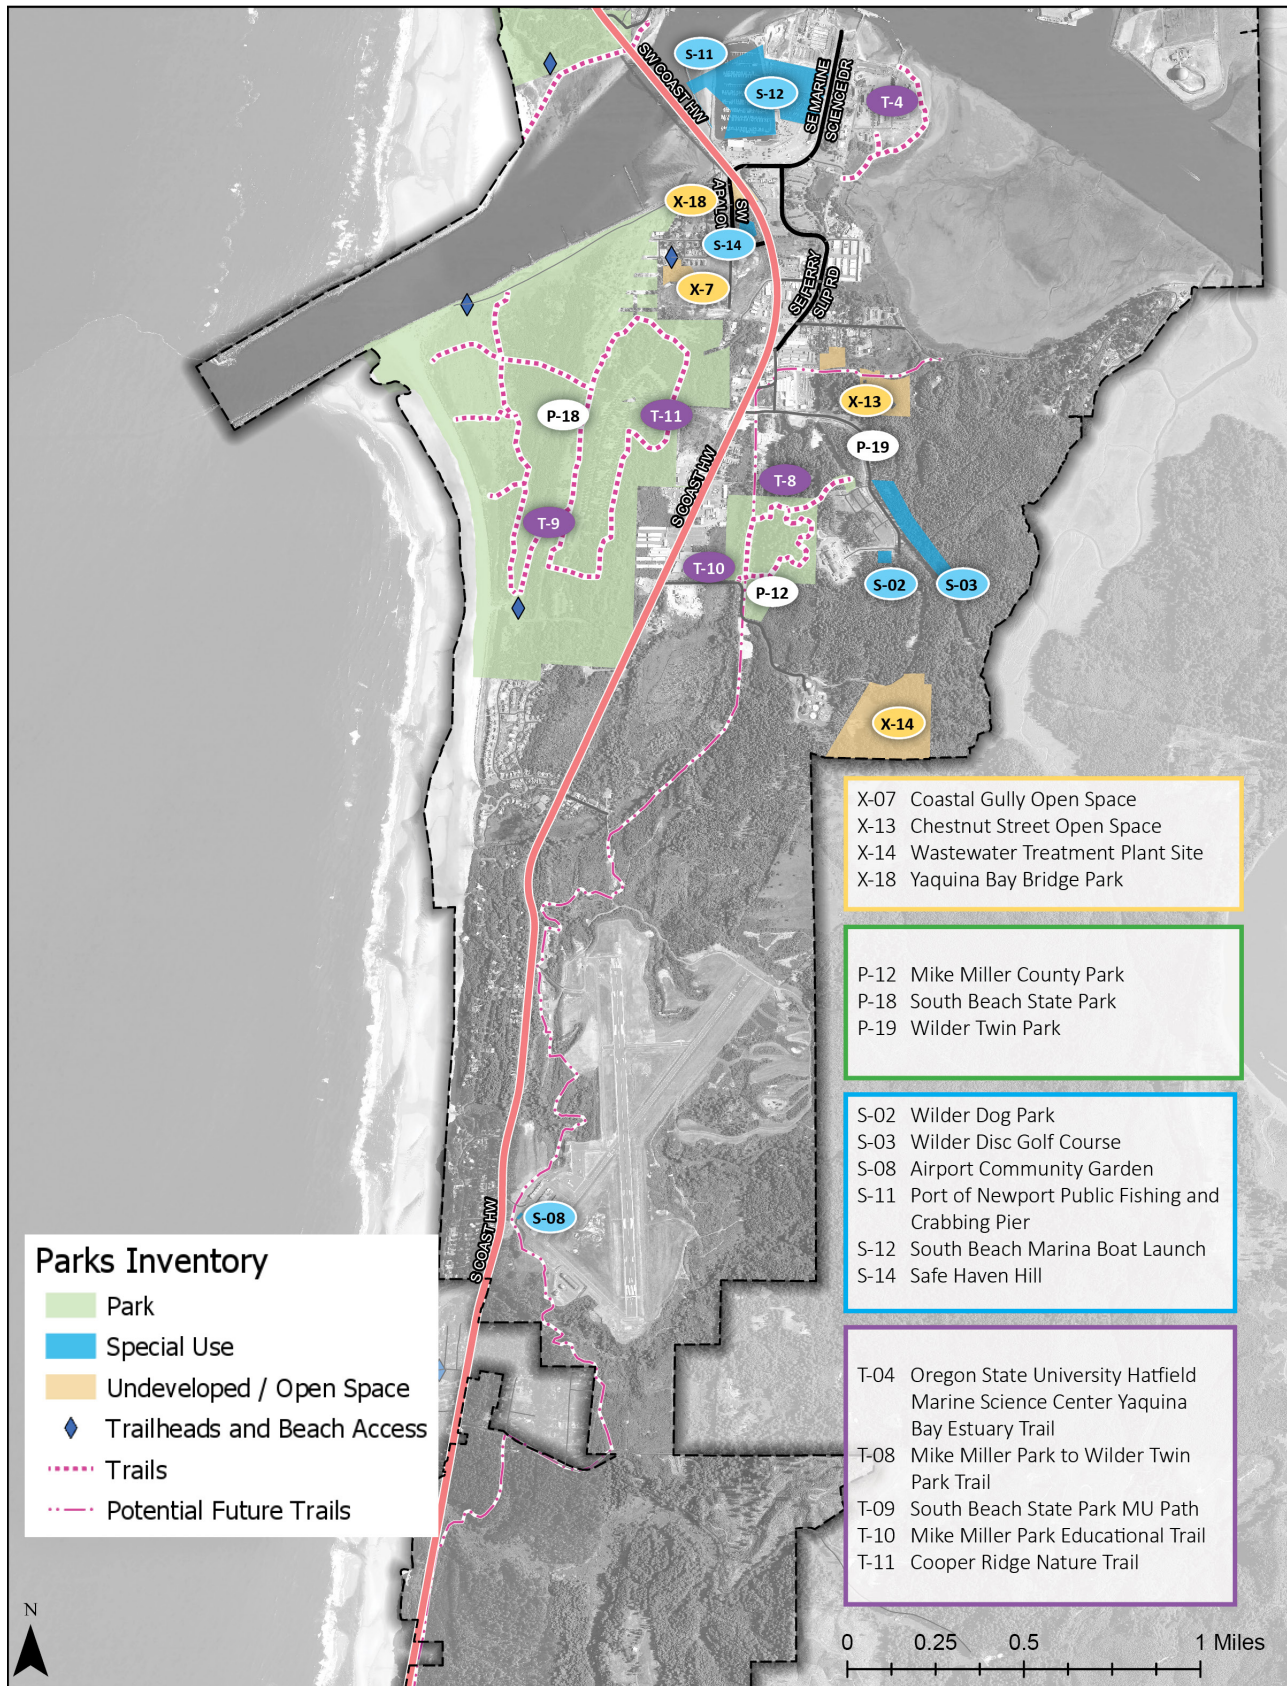 SW COAST HW
S-11
S-12
SE MARINE
SCIENCE DR
T-4
X-18
SW
S-14
X-7
SE FERRY
SLIP RD
X-13
P-18
T-11
P-19
S COAST HW
T-8
T-9
T-10
P-12
S-02
S-03
X-14
X-07 Coastal Gully Open Space
X-13 Chestnut Street Open Space
X-14 Wastewater Treatment Plant Site
X-18 Yaquina Bay Bridge Park
P-12 Mike Miller County Park
P-18 South Beach State Park
P-19 Wilder Twin Park
S-02 Wilder Dog Park
S-03 Wilder Disc Golf Course
S-08 Airport Community Garden
S-11 Port of Newport Public Fishing and
Crabbing Pier
S-12 South Beach Marina Boat Launch
S-14 Safe Haven Hill
S-08
S COAST HW
Parks Inventory
Park
Special Use
Undeveloped / Open Space
Trailheads and Beach Access
Trails
Potential Future Trails
T-04 Oregon State University Hatfield
Marine Science Center Yaquina
Bay Estuary Trail
T-08 Mike Miller Park to Wilder Twin
Park Trail
T-09 South Beach State Park MU Path
T-10 Mike Miller Park Educational Trail
T-11 Cooper Ridge Nature Trail
N
0 0.25 0.5 1 Miles